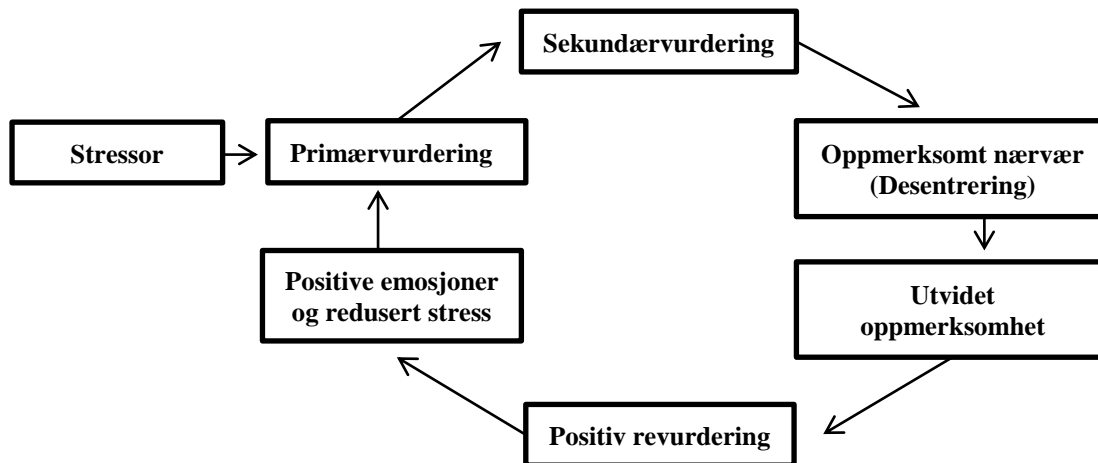 Sekundærvurdering
Stressor
Primærvurdering
Oppmerksomt nærvær
(Desentrering)
Positive emosjoner
og redusert stress
Utvidet
oppmerksomhet
Positiv revurdering